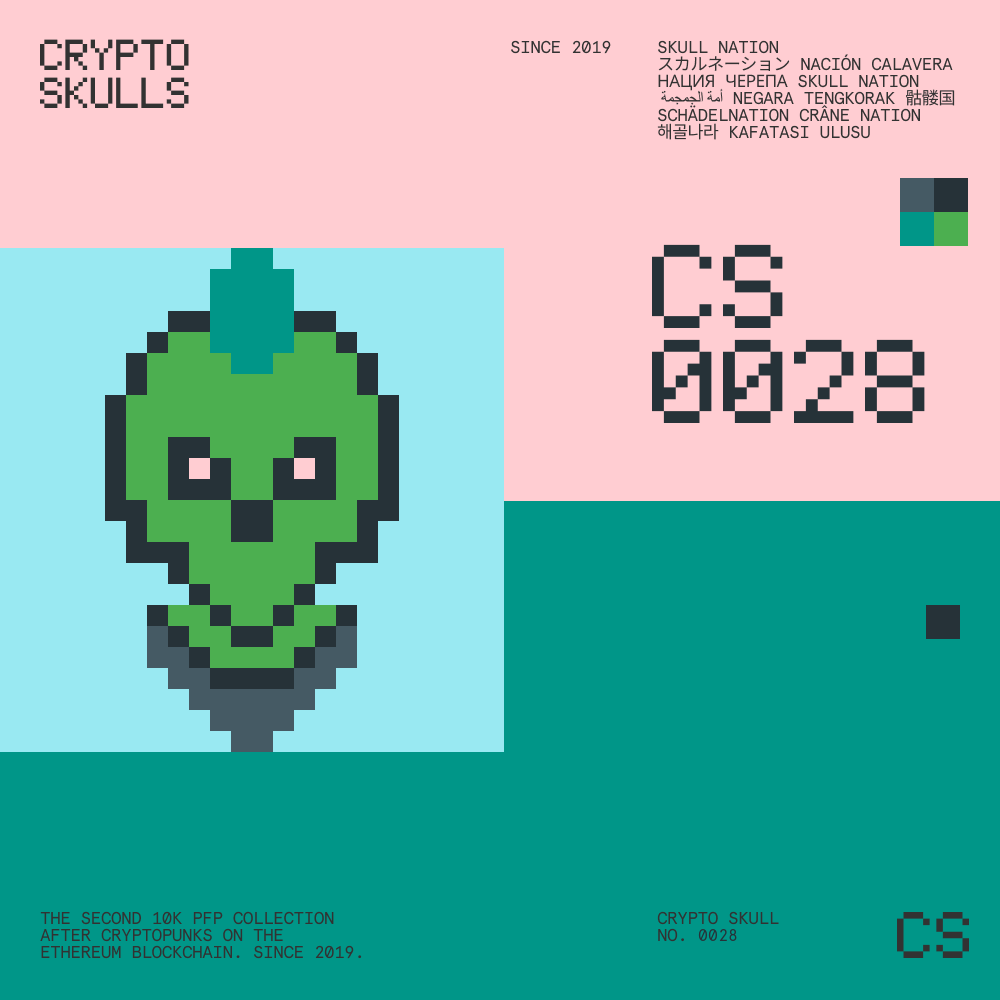 CRYPTO
SKULLS
SINCE 2019
SKULL NATION
スカルネーション NACIÓN CALAVERA
НАЦИЯ ЧЕРЕПА SKULL NATION
أمة الجمجمة NEGARA TENGKORAK 骷髅国
SCHÄDELNATION CRÂNE NATION
해골나라 KAFATASI ULUSU
CS
0028
THE SECOND 10K PFP COLLECTION
AFTER CRYPTOPUNKS ON THE
ETHEREUM BLOCKCHAIN. SINCE 2019.
CRYPTO SKULL
NO. 0028
CS